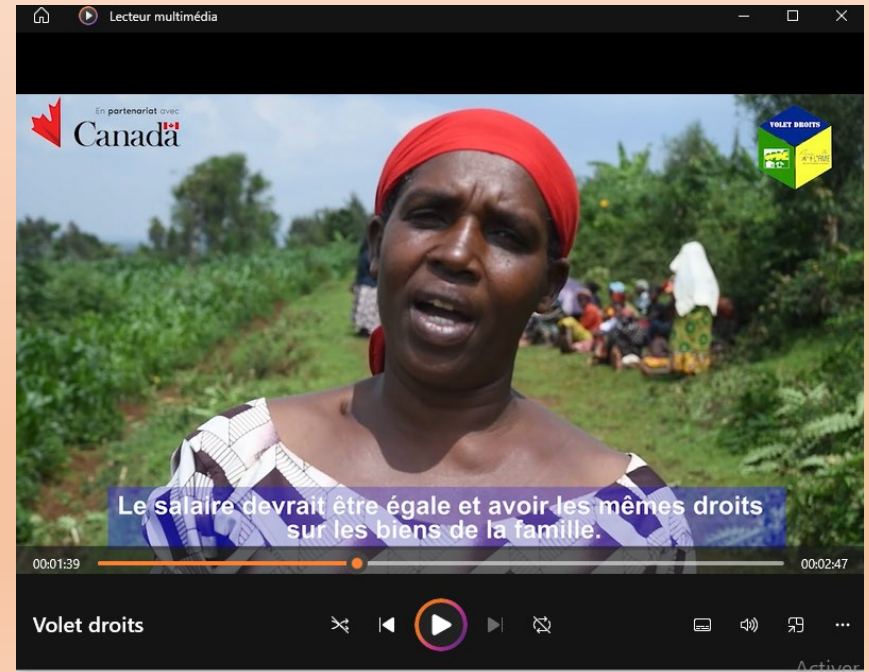 Lecteur multimédia
En partenariat avec
Canada
VOLET DROITS
Le salaire devrait être égale et avoir les mêmes droits
sur les biens de la famille.
00:01:39
00:02:47
Volet droits
Activer